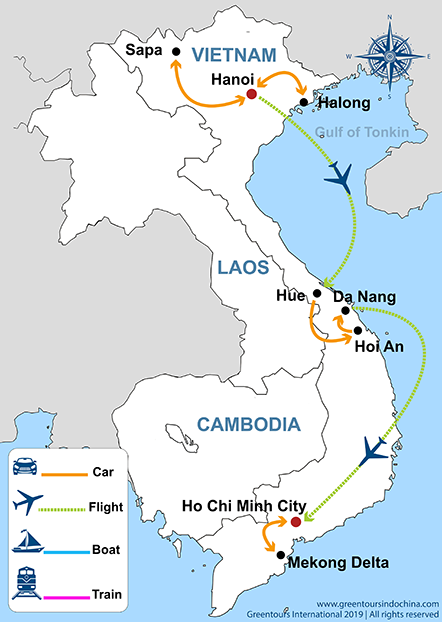 Sapa
VIETNAM
Hanoi
N
W
E
S
Halong
Gulf of Tonkin
LAOS
Hue
Da Nang
Hoi An
CAMBODIA
Car
Flight
Boat
Train
Ho Chi Minh City
Mekong Delta
www.greentoursindochina.com
Greentours International 2019 | All rights reserved